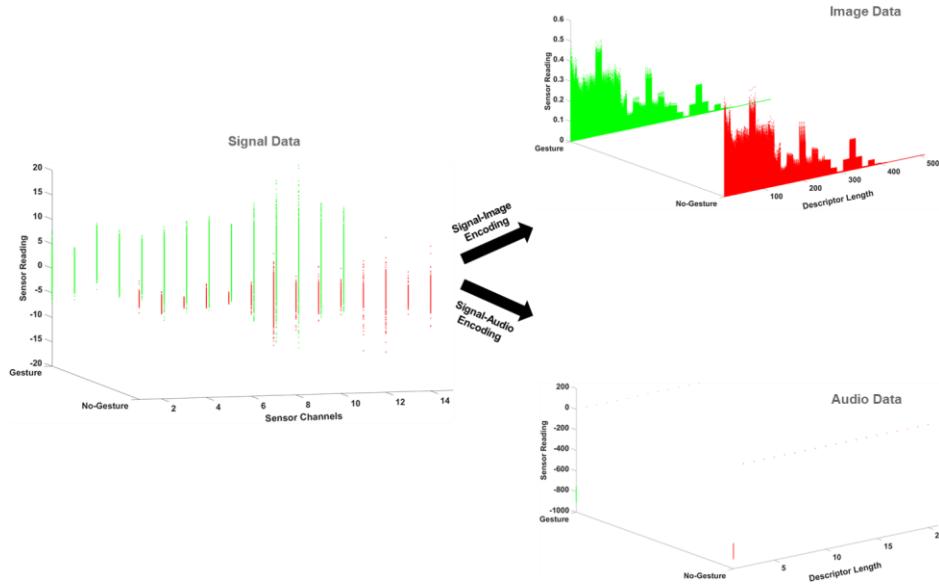 Image Data
0.6
0.5
0.4
0.3
0.2
0.1
0
Sensor Reading
Gesture
No-Gesture
100
200
300
400
500
Descriptor Length
Signal Data
20
15
10
5
0
-5
-10
-15
-20
Sensor Reading
Gesture
No-Gesture
2
4
6
8
10
12
14
Sensor Channels
Signal-Image
Encoding
Signal-Audio
Encoding
Audio Data
200
0
-200
-400
-600
-800
-1000
Sensor Reading
Gesture
No-Gesture
5
10
15
Descriptor Length